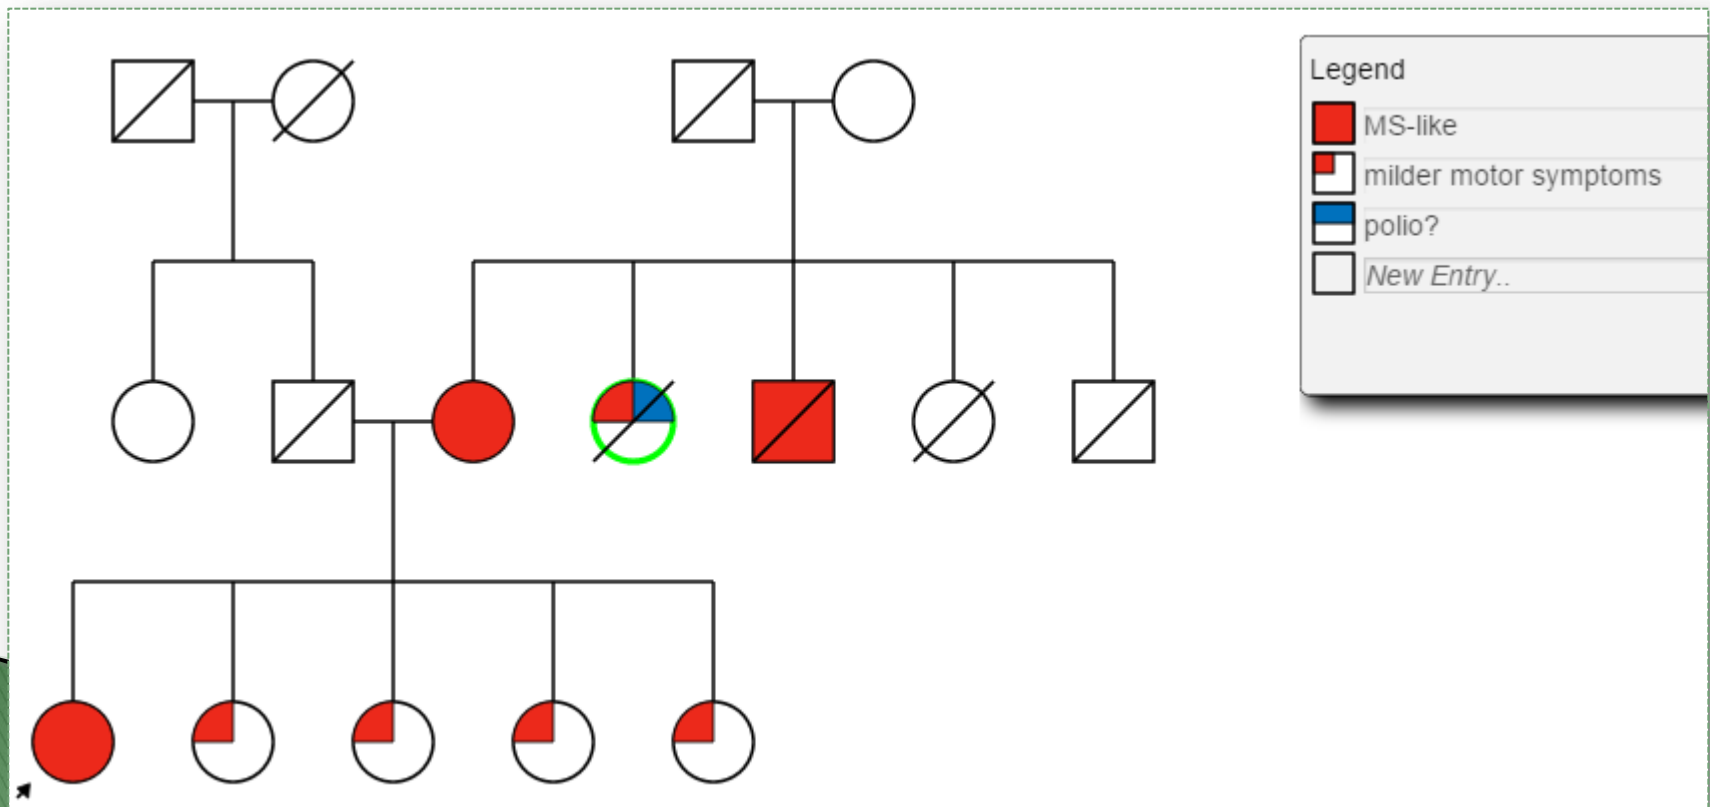 Legend
MS-like
milder motor symptoms
polio?
New Entry..